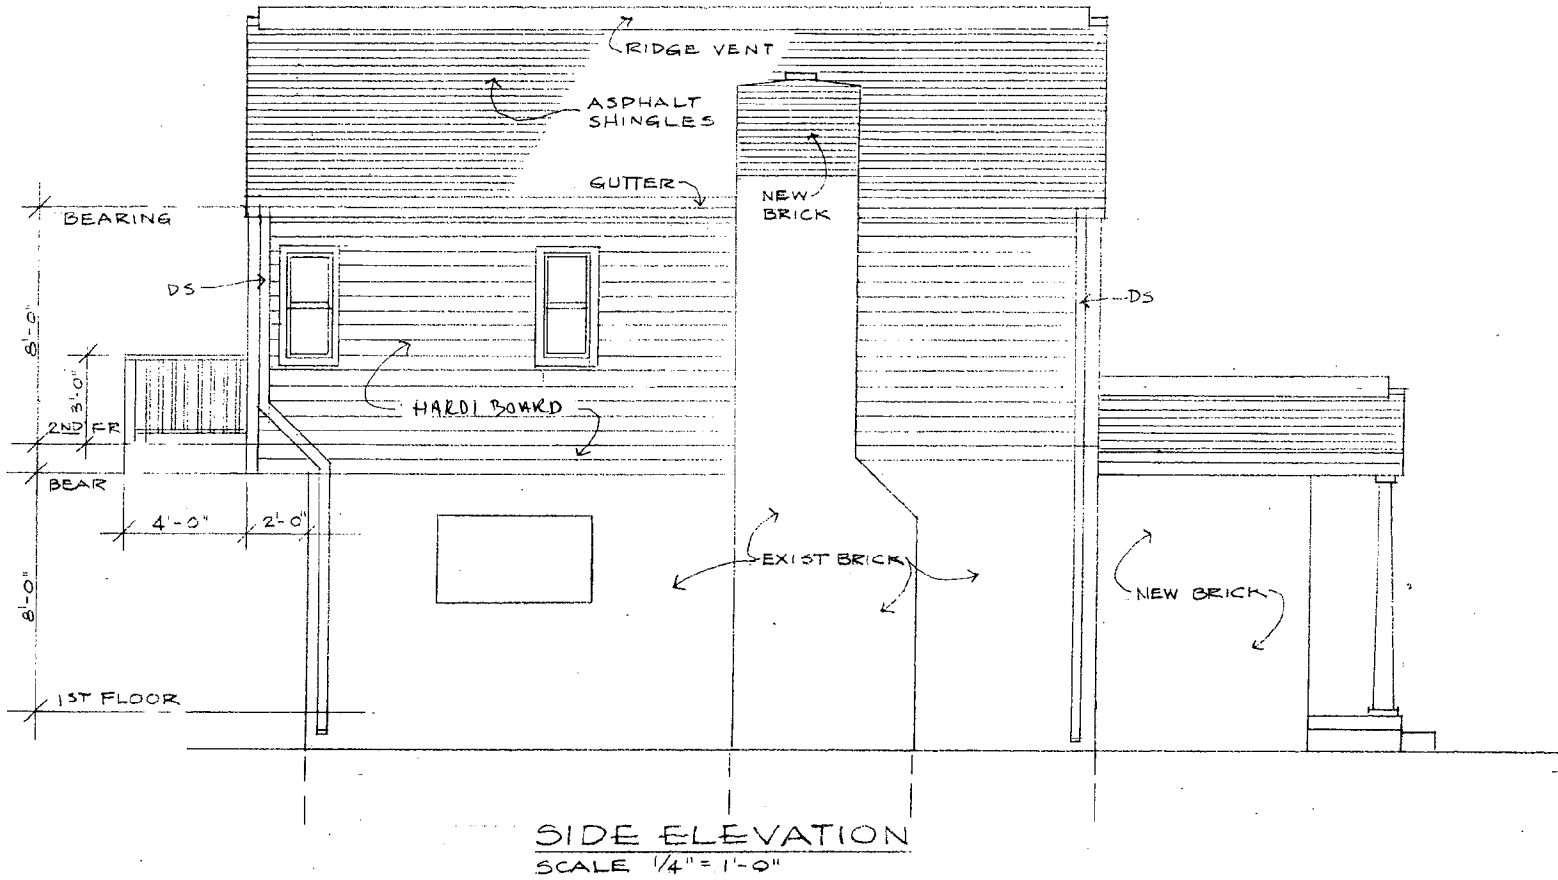 RIDGE VENT
ASPHALT
SHINGLES
GUTTER
NEW
BRICK
BEARING
DS
DS
8'-0"
3'-0"
2ND FR
HARDI BOARD
BEAR
4'-0"
2'-0"
EXIST BRICK
NEW BRICK
8'-0"
1ST FLOOR
SIDE ELEVATION
SCALE 1/4" = 1'-0"